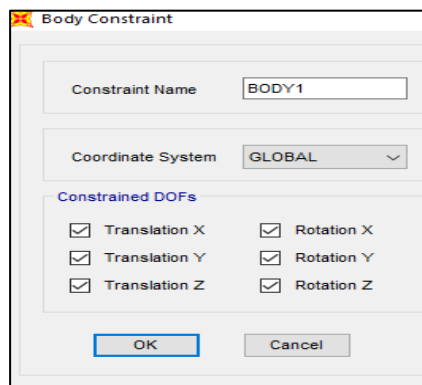 Body Constraint
Constraint Name BODY1
Coordinate System GLOBAL
Constrained DOFs
Translation X Rotation X
Translation Y Rotation Y
Translation Z Rotation Z
OK Cancel